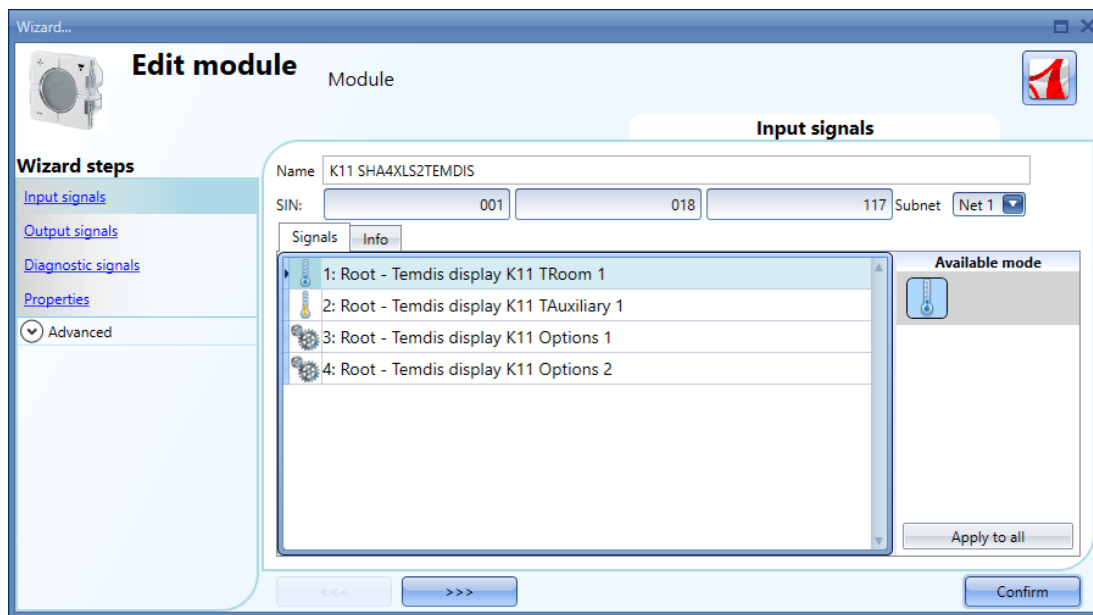 Wizard...
Edit module
Module
Input signals
Wizard steps
Input signals
Output signals
Diagnostic signals
Properties
Advanced
Name K11 SHA4XLS2TEMDIS
SIN: 001 018 117 Subnet Net 1
Signals Info
1: Root - Temdis display K11 TRoom 1
2: Root - Temdis display K11 TAuxiliary 1
3: Root - Temdis display K11 Options 1
4: Root - Temdis display K11 Options 2
Available mode
Apply to all
<<< >>> Confirm